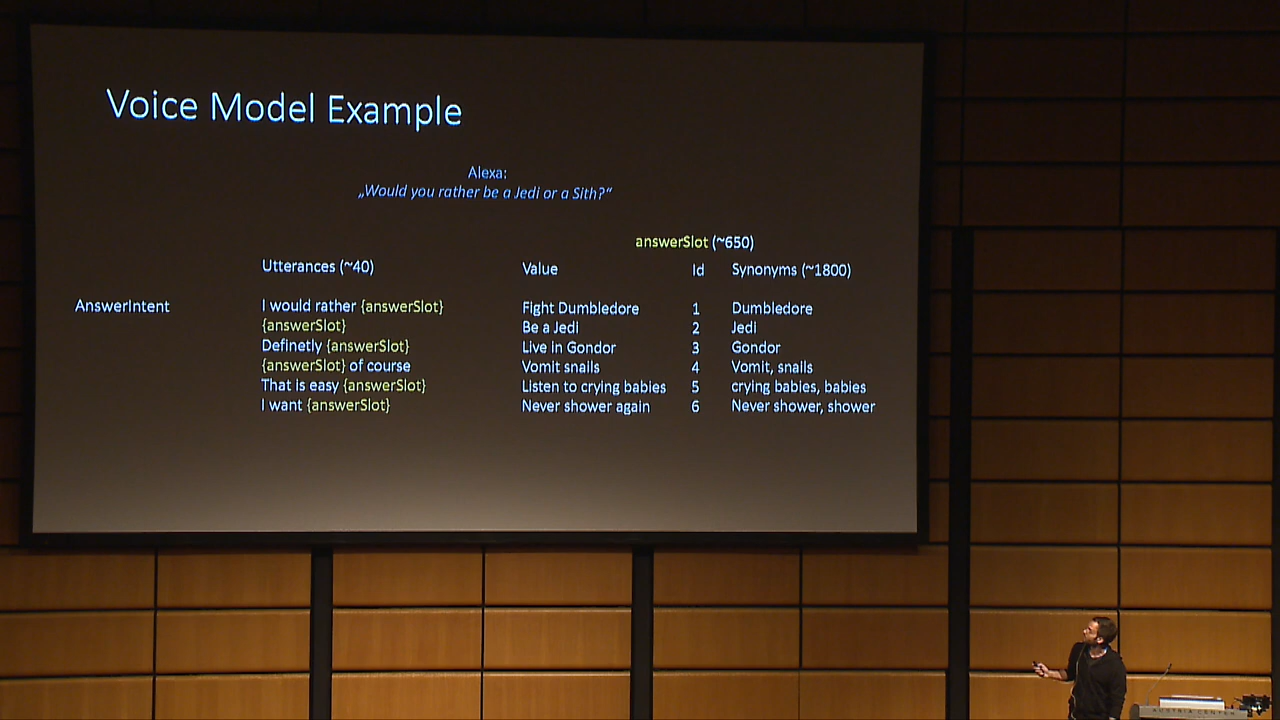 Voice Model Example
Alexa:
„Would you rather be a Jedi or a Sith?“
answerSlot (~650)
Utterances (~40) Value Id Synonyms (~1800)
AnswerIntent I would rather {answerSlot} Fight Dumbledore 1 Dumbledore
{answerSlot} Be a Jedi 2 Jedi
Definetly {answerSlot} Live in Gondor 3 Gondor
{answerSlot} of course Vomit snails 4 Vomit, snails
That is easy {answerSlot} Listen to crying babies 5 crying babies, babies
I want {answerSlot} Never shower again 6 Never shower, shower
AUSTRIA CENTER